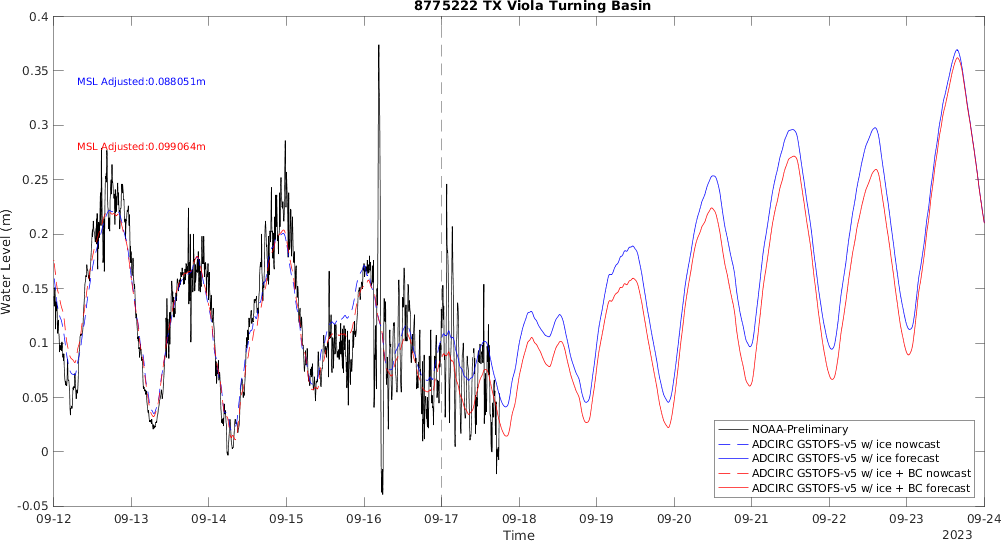 8775222 TX Viola Turning Basin
0.4
0.35
0.3
0.25
0.2
0.15
0.1
0.05
0
-0.05
Water Level (m)
MSL Adjusted:0.088051m
MSL Adjusted:0.099064m
NOAA-Preliminary
ADCIRC GSTOFS-v5 w/ ice nowcast
ADCIRC GSTOFS-v5 w/ ice forecast
ADCIRC GSTOFS-v5 w/ ice + BC nowcast
ADCIRC GSTOFS-v5 w/ ice + BC forecast
09-12 09-13 09-14 09-15 09-16 09-17 09-18 09-19 09-20 09-21 09-22 09-23 09-24
Time
2023